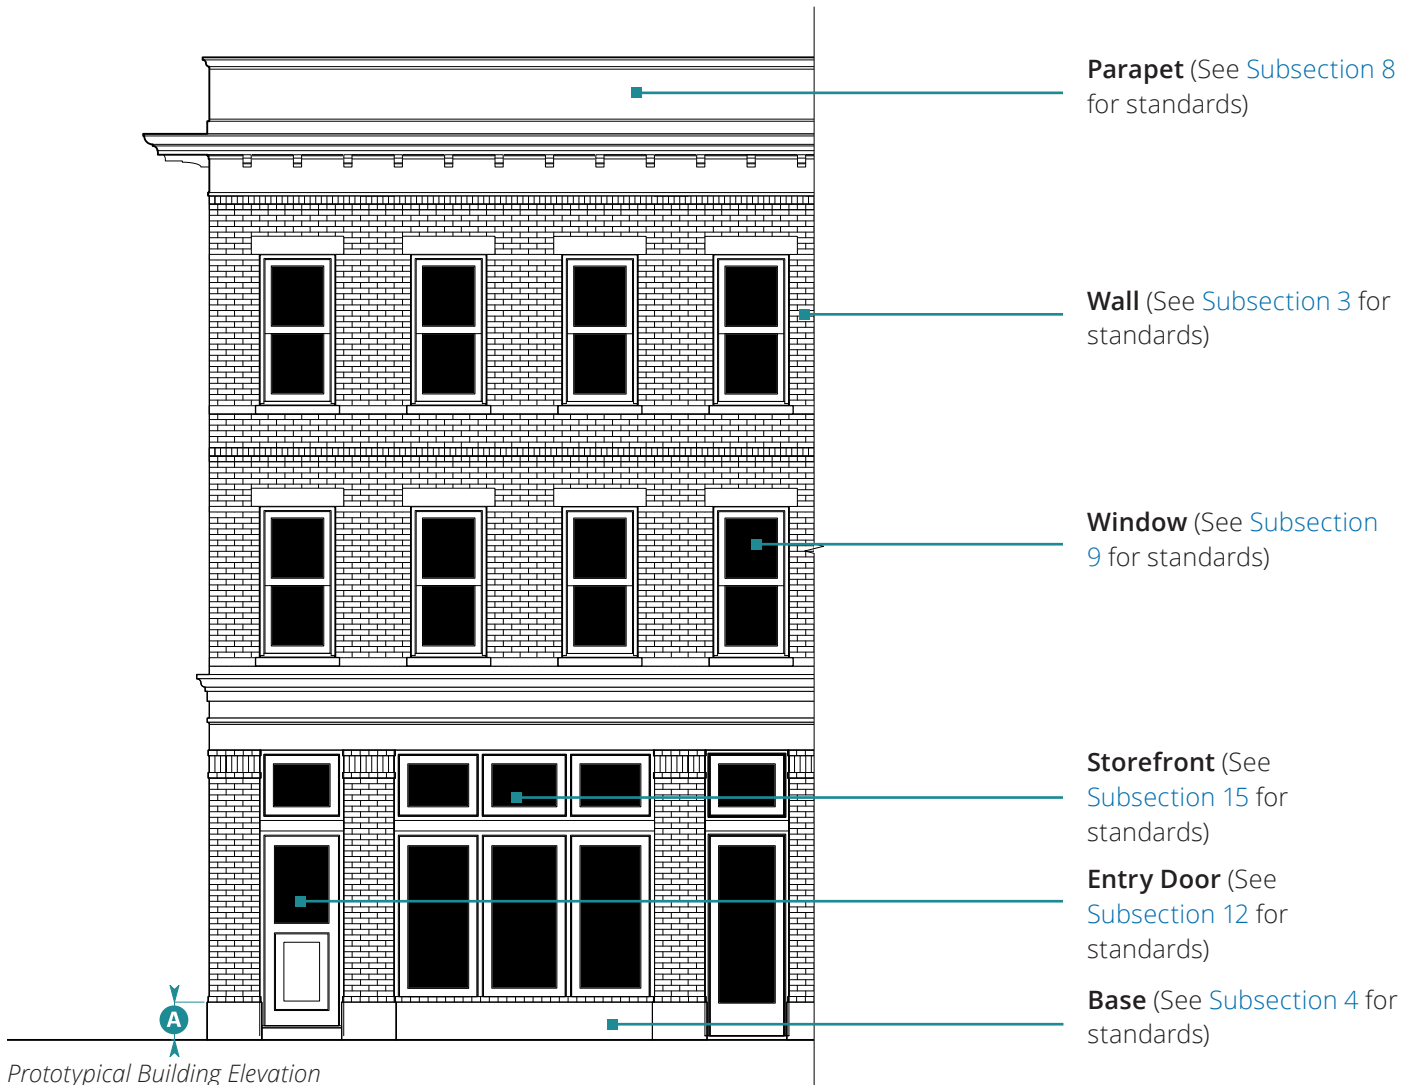 Parapet (See Subsection 8
for standards)
Wall (See Subsection 3 for
standards)
Window (See Subsection
9 for standards)
Storefront (See
Subsection 15 for
standards)
Entry Door (See
Subsection 12 for
standards)
Base (See Subsection 4 for
standards)
A
Prototypical Building Elevation